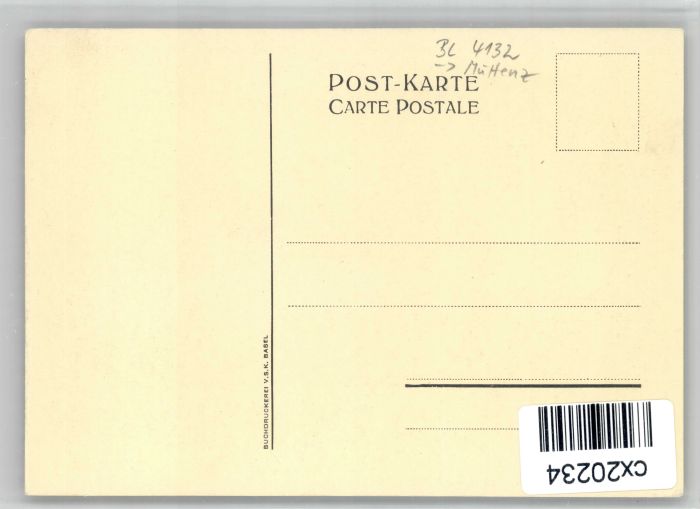 BL 4132
-> Muttenz
POST-KARTE
CARTE POSTALE
BUCHDRUCKEREI V.S.K. BASEL
cx20234